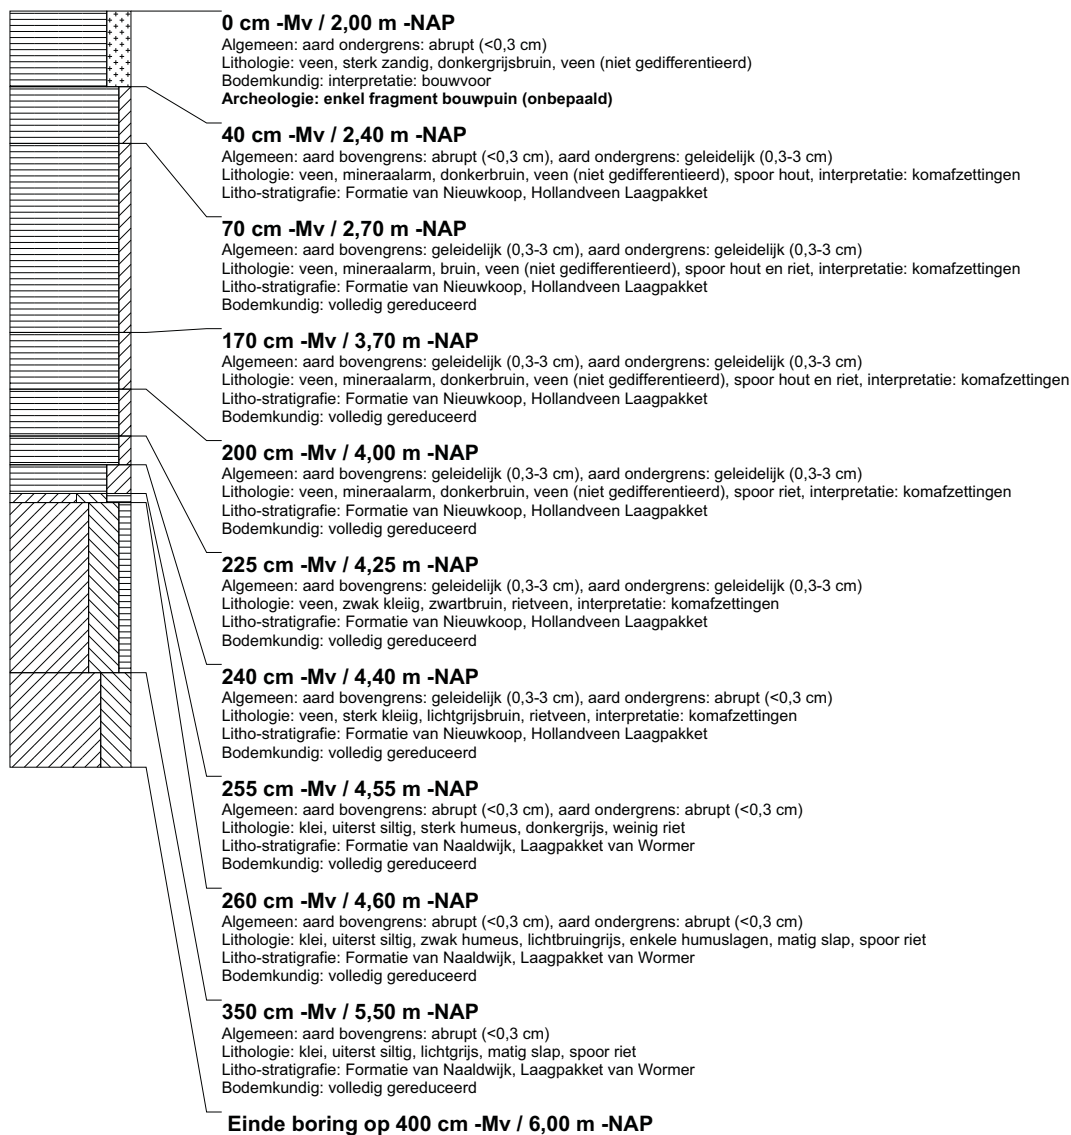 0 cm -Mv / 2,00 m -NAP
Algemeen: aard ondergrens: abrupt (<0,3 cm)
Lithologie: veen, sterk zandig, donkergrijsbruin, veen (niet gedifferentieerd)
Bodemkundig: interpretatie: bouwvoor
Archeologie: enkel fragment bouwpuin (onbepaald)
40 cm -Mv / 2,40 m -NAP
Algemeen: aard bovengrens: abrupt (<0,3 cm), aard ondergrens: geleidelijk (0,3-3 cm)
Lithologie: veen, mineraalarm, donkerbruin, veen (niet gedifferentieerd), spoor hout, interpretatie: komafzettingen
Litho-stratigrafie: Formatie van Nieuwkoop, Hollandveen Laagpakket
70 cm -Mv / 2,70 m -NAP
Algemeen: aard bovengrens: geleidelijk (0,3-3 cm), aard ondergrens: geleidelijk (0,3-3 cm)
Lithologie: veen, mineraalarm, bruin, veen (niet gedifferentieerd), spoor hout en riet, interpretatie: komafzettingen
Litho-stratigrafie: Formatie van Nieuwkoop, Hollandveen Laagpakket
Bodemkundig: volledig gereduceerd
170 cm -Mv / 3,70 m -NAP
Algemeen: aard bovengrens: geleidelijk (0,3-3 cm), aard ondergrens: geleidelijk (0,3-3 cm)
Lithologie: veen, mineraalarm, donkerbruin, veen (niet gedifferentieerd), spoor hout en riet, interpretatie: komafzettingen
Litho-stratigrafie: Formatie van Nieuwkoop, Hollandveen Laagpakket
Bodemkundig: volledig gereduceerd
200 cm -Mv / 4,00 m -NAP
Algemeen: aard bovengrens: geleidelijk (0,3-3 cm), aard ondergrens: geleidelijk (0,3-3 cm)
Lithologie: veen, mineraalarm, donkerbruin, veen (niet gedifferentieerd), spoor riet, interpretatie: komafzettingen
Litho-stratigrafie: Formatie van Nieuwkoop, Hollandveen Laagpakket
Bodemkundig: volledig gereduceerd
225 cm -Mv / 4,25 m -NAP
Algemeen: aard bovengrens: geleidelijk (0,3-3 cm), aard ondergrens: geleidelijk (0,3-3 cm)
Lithologie: veen, zwak kleiig, zwartbruin, rietveen, interpretatie: komafzettingen
Litho-stratigrafie: Formatie van Nieuwkoop, Hollandveen Laagpakket
Bodemkundig: volledig gereduceerd
240 cm -Mv / 4,40 m -NAP
Algemeen: aard bovengrens: geleidelijk (0,3-3 cm), aard ondergrens: abrupt (<0,3 cm)
Lithologie: veen, sterk kleiig, lichtgrijsbruin, rietveen, interpretatie: komafzettingen
Litho-stratigrafie: Formatie van Nieuwkoop, Hollandveen Laagpakket
Bodemkundig: volledig gereduceerd
255 cm -Mv / 4,55 m -NAP
Algemeen: aard bovengrens: abrupt (<0,3 cm), aard ondergrens: abrupt (<0,3 cm)
Lithologie: klei, uiterst siltig, sterk humeus, donkergrijs, weinig riet
Litho-stratigrafie: Formatie van Naaldwijk, Laagpakket van Wormer
Bodemkundig: volledig gereduceerd
260 cm -Mv / 4,60 m -NAP
Algemeen: aard bovengrens: abrupt (<0,3 cm), aard ondergrens: abrupt (<0,3 cm)
Lithologie: klei, uiterst siltig, zwak humeus, lichtbruingrijs, enkele humuslagen, matig slap, spoor riet
Litho-stratigrafie: Formatie van Naaldwijk, Laagpakket van Wormer
Bodemkundig: volledig gereduceerd
350 cm -Mv / 5,50 m -NAP
Algemeen: aard bovengrens: abrupt (<0,3 cm)
Lithologie: klei, uiterst siltig, lichtgrijs, matig slap, spoor riet
Litho-stratigrafie: Formatie van Naaldwijk, Laagpakket van Wormer
Bodemkundig: volledig gereduceerd
Einde boring op 400 cm -Mv / 6,00 m -NAP